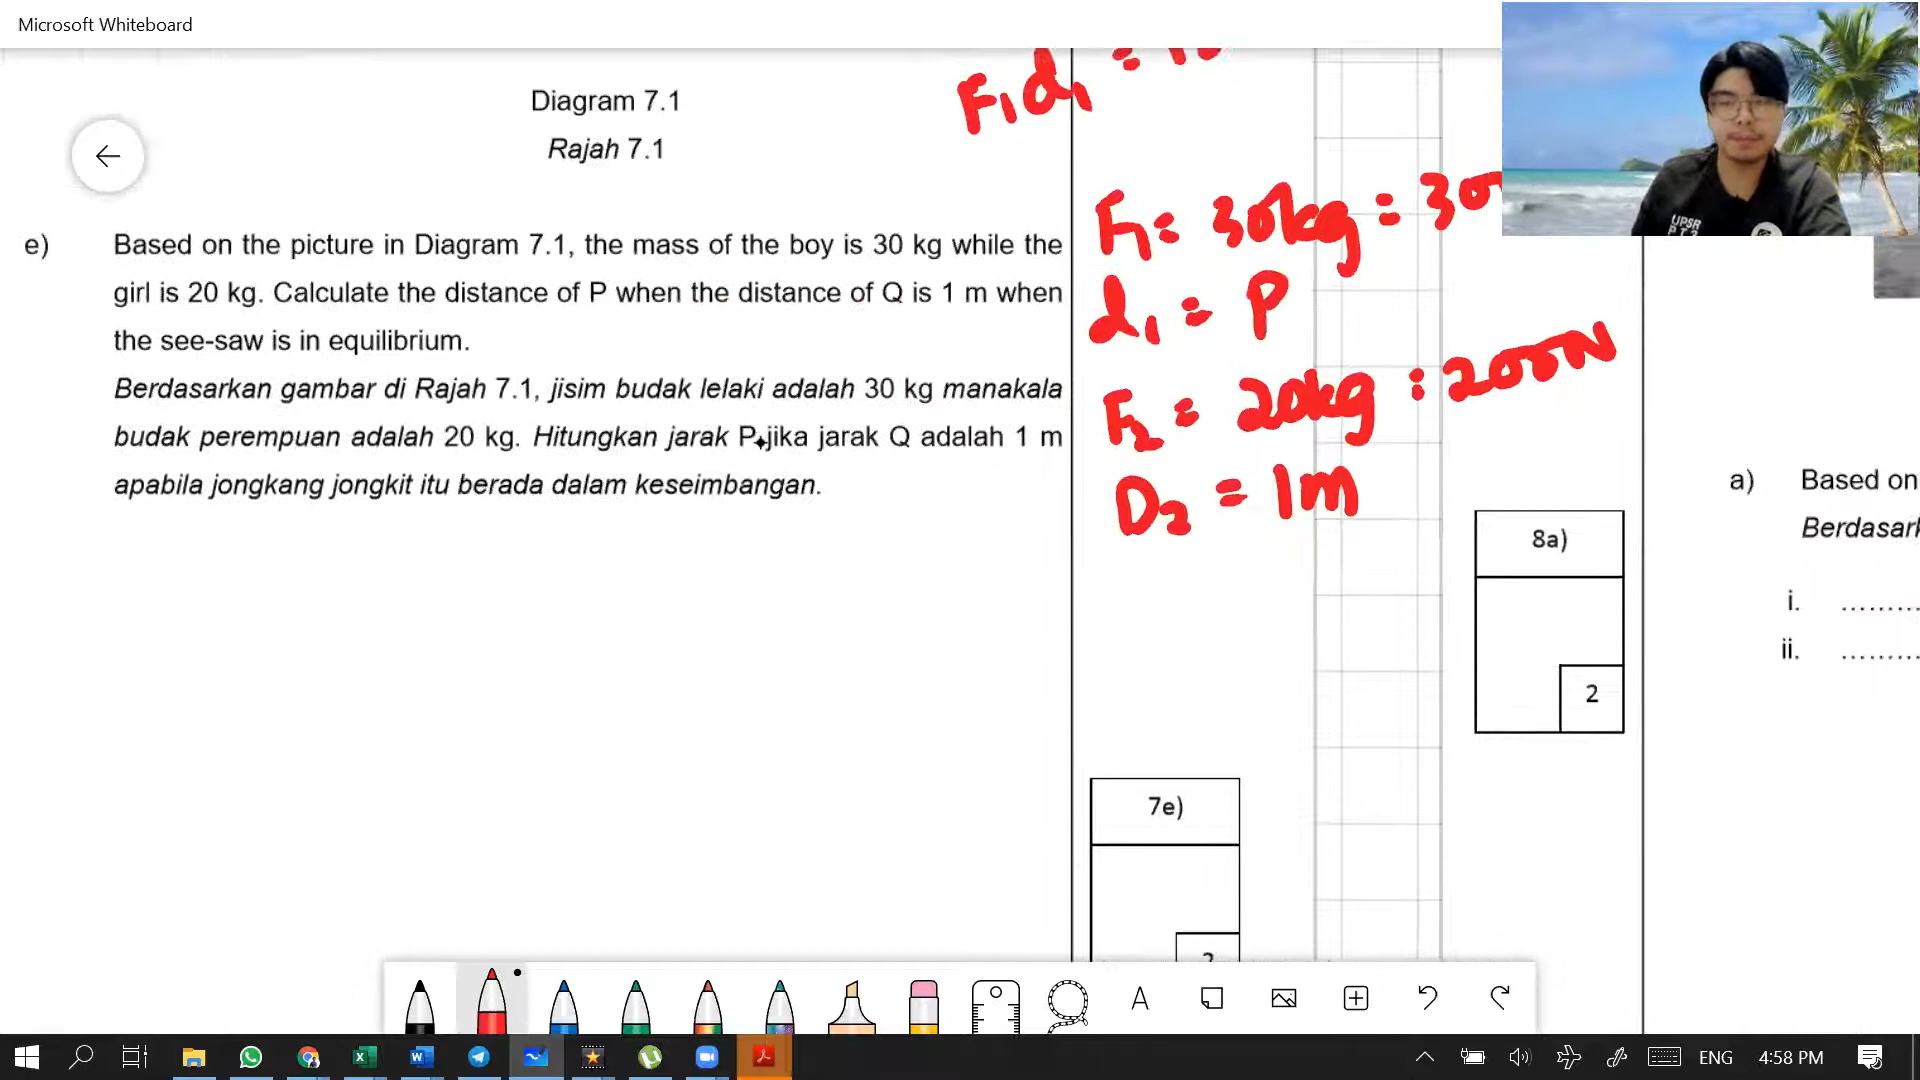 Microsoft Whiteboard
Diagram 7.1
Rajah 7.1
F1d1 =
e) Based on the picture in Diagram 7.1, the mass of the boy is 30 kg while the
girl is 20 kg. Calculate the distance of P when the distance of Q is 1 m when
the see-saw is in equilibrium.
Berdasarkan gambar di Rajah 7.1, jisim budak lelaki adalah 30 kg manakala
budak perempuan adalah 20 kg. Hitungkan jarak P jika jarak Q adalah 1 m
apabila jongkang jongkit itu berada dalam keseimbangan.
F1 = 30kg = 300
d1 = P
F2 = 20kg = 200N
D2 = 1m
UPSR
PT3
7e)
2
8a)
2
a) Based on
Berdasark
i. .........
ii. .........
ENG
4:58 PM